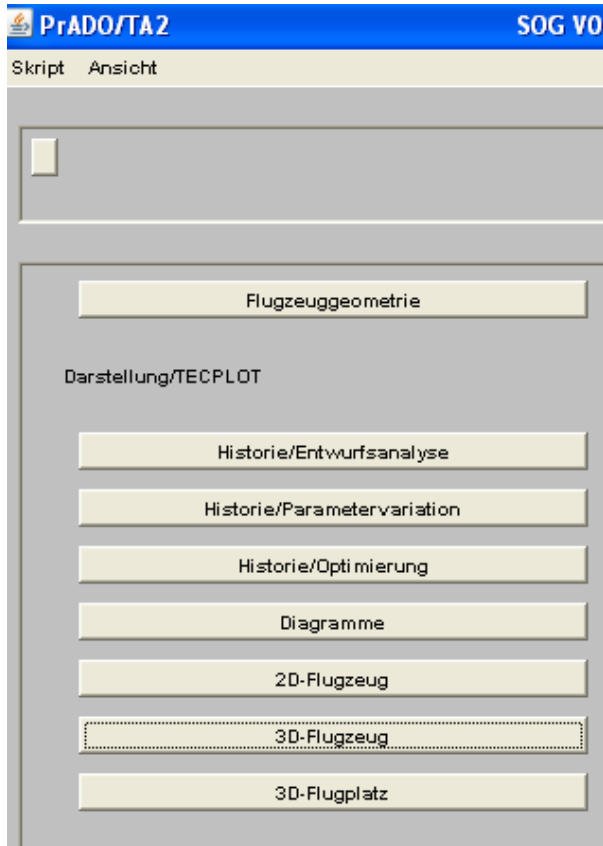 PrADO/TA2 SOG V0
Skript Ansicht
Flugzeuggeometrie
Darstellung/TECPLOT
Historie/Entwurfsanalyse
Historie/Parametervariation
Historie/Optimierung
Diagramme
2D-Flugzeug
3D-Flugzeug
3D-Flugplatz